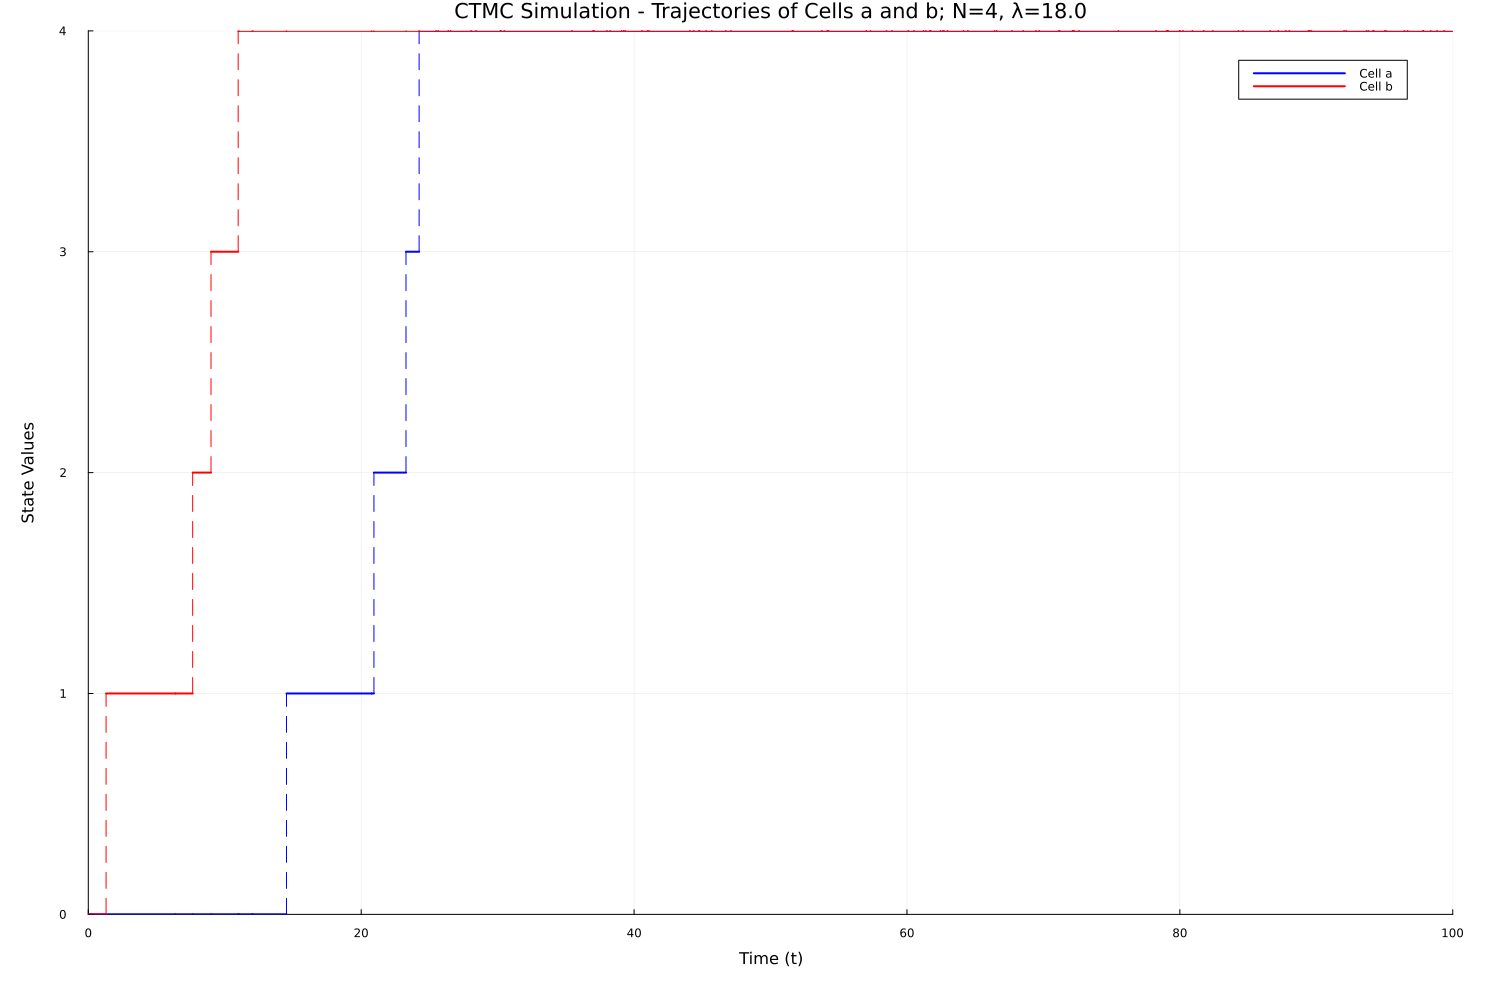 CTMC Simulation - Trajectories of Cells a and b; N=4, λ=18.0
4
Cell a
Cell b
3
State Values
2
1
0
0 20 40 60 80 100
Time (t)